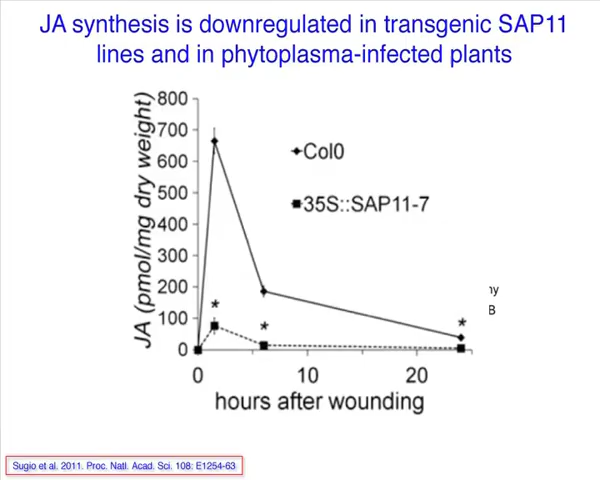 JA synthesis is downregulated in transgenic SAP11
lines and in phytoplasma-infected plants
JA (pmol/mg dry weight)
800
700
600
500
400
300
200
100
0
Col0
35S::SAP11-7
*
*
*
ny
B
0 10 20
hours after wounding
Sugio et al. 2011. Proc. Natl. Acad. Sci. 108: E1254-63